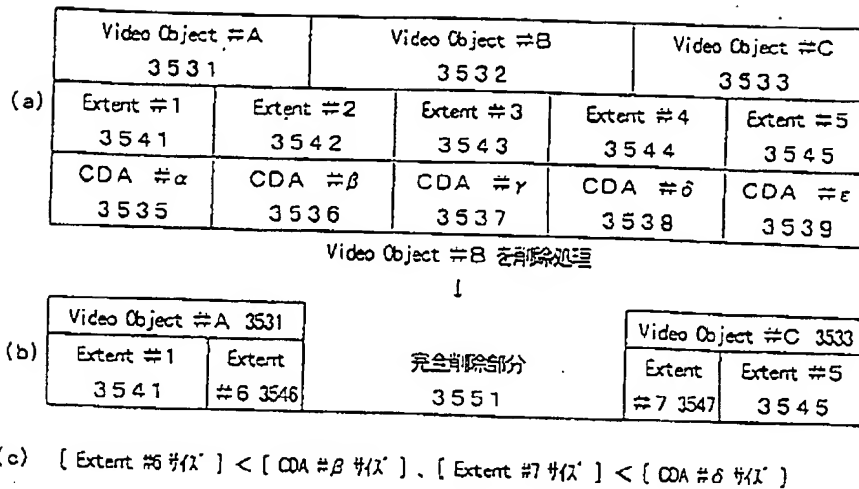 Video Object #A Video Object #B Video Object #C
3531 3532 3533
(a) Extent #1 Extent #2 Extent #3 Extent #4 Extent #5
3541 3542 3543 3544 3545
CDA #α CDA #β CDA #γ CDA #δ CDA #ε
3535 3536 3537 3538 3539
Video Object #B を削除処理
↓
Video Object #A 3531 Video Object #C 3533
(b) Extent #1 Extent 完全削除部分 Extent Extent #5
3541 #6 3546 3551 #7 3547 3545
(c) [ Extent #6 サイズ ] < [ CDA #β サイズ ] 、 [ Extent #7 サイズ ] < [ CDA #δ サイズ ]